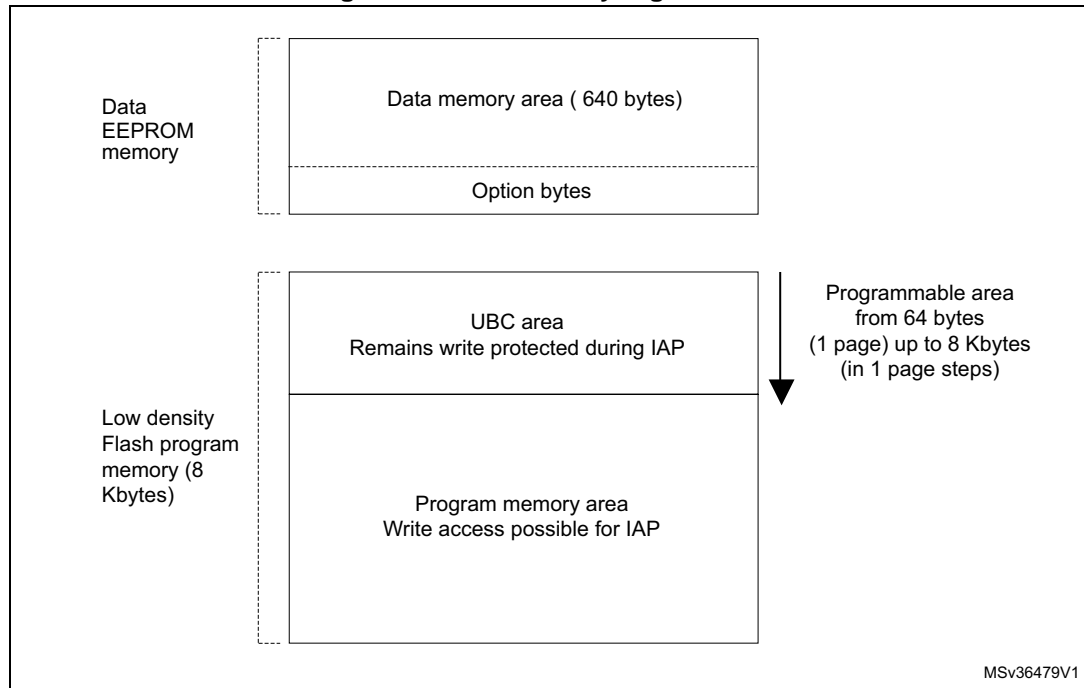 Data memory area ( 640 bytes)
Data
EEPROM
memory
Option bytes
UBC area
Remains write protected during IAP
Programmable area
from 64 bytes
(1 page) up to 8 Kbytes
(in 1 page steps)
Low density
Flash program
memory (8
Kbytes)
Program memory area
Write access possible for IAP
MSv36479V1